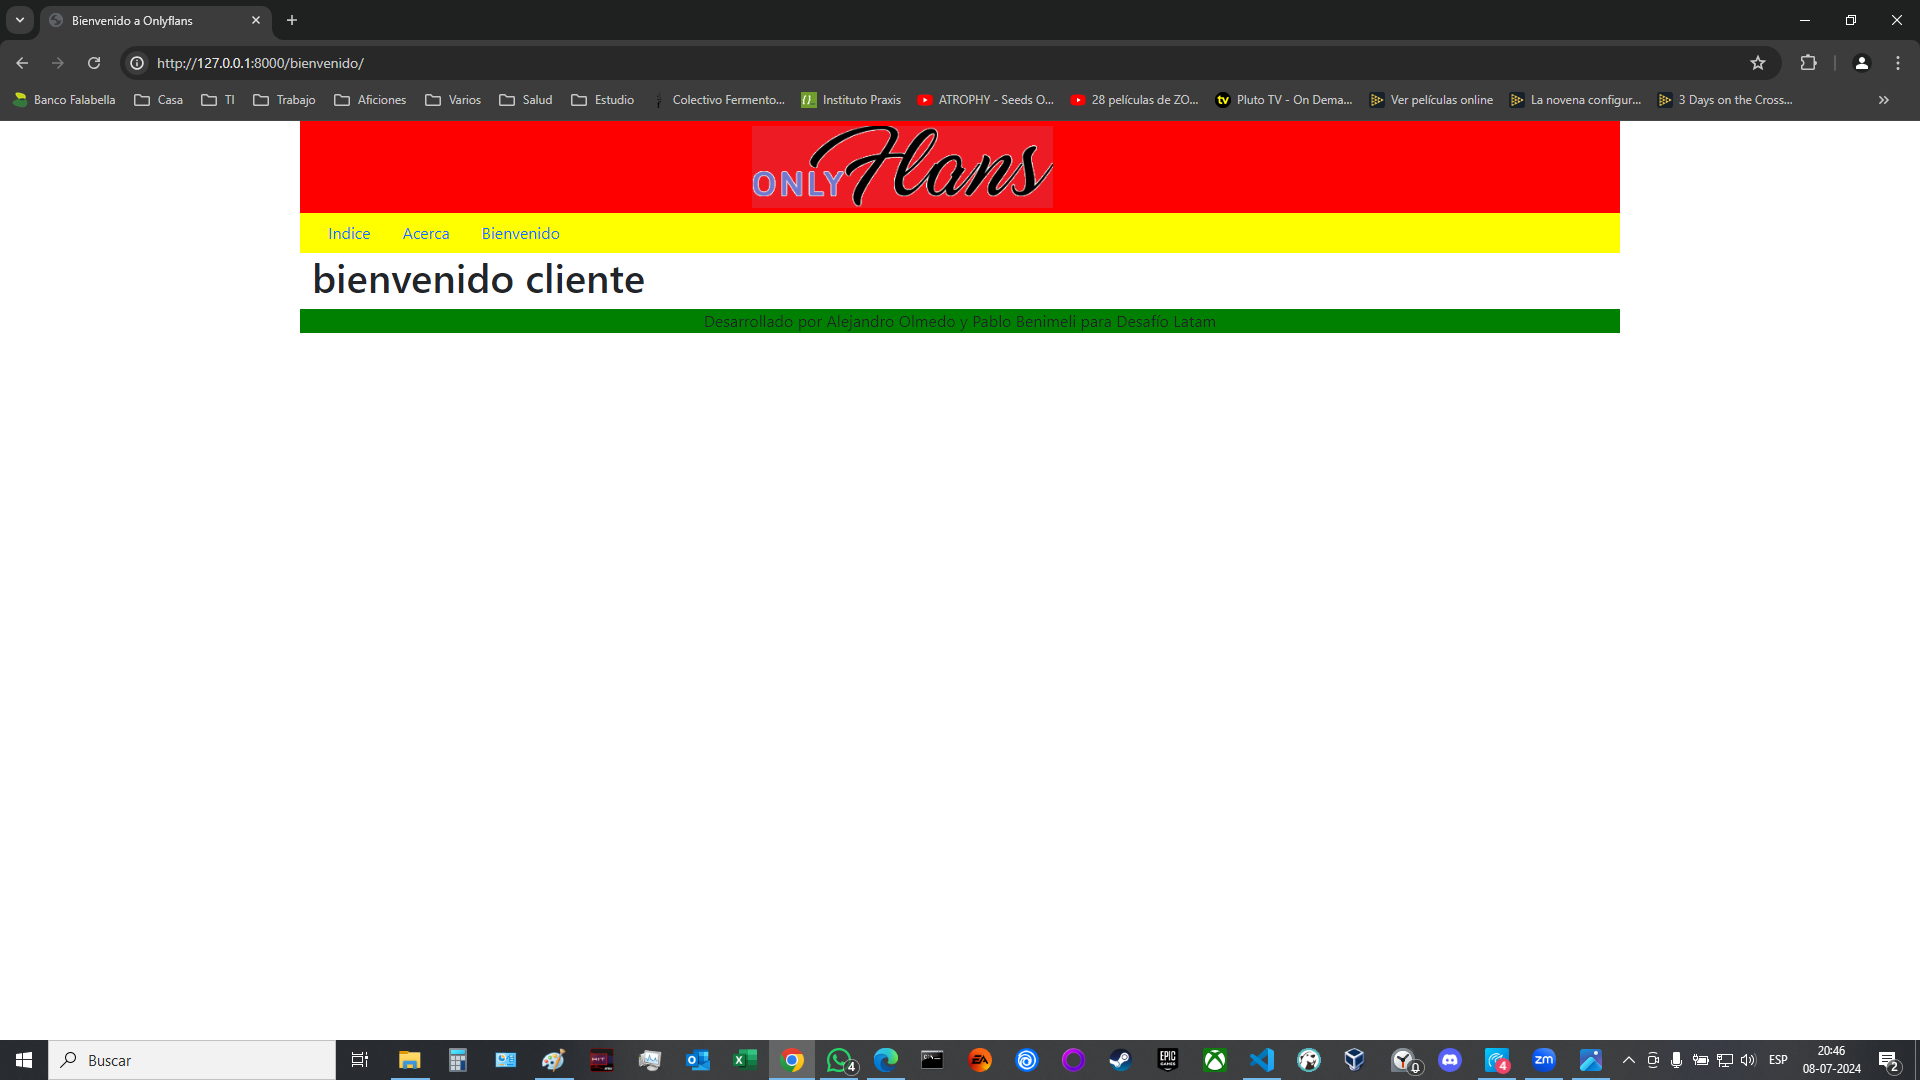 Bienvenido a Onlyflans
http://127.0.0.1:8000/bienvenido/
Banco Falabella Casa TI Trabajo Aficiones Varios Salud Estudio Colectivo Fermento... Instituto Praxis ATROPHY - Seeds O... 28 películas de ZO... Pluto TV - On Dema... Ver películas online La novena configur... 3 Days on the Cross...
ONLY Flans
Indice Acerca Bienvenido
bienvenido cliente
Desarrollado por Alejandro Olmedo y Pablo Benimeli para Desafío Latam
Buscar
4
EPIC GAMES
4
zm
ESP
20:46
08-07-2024
2